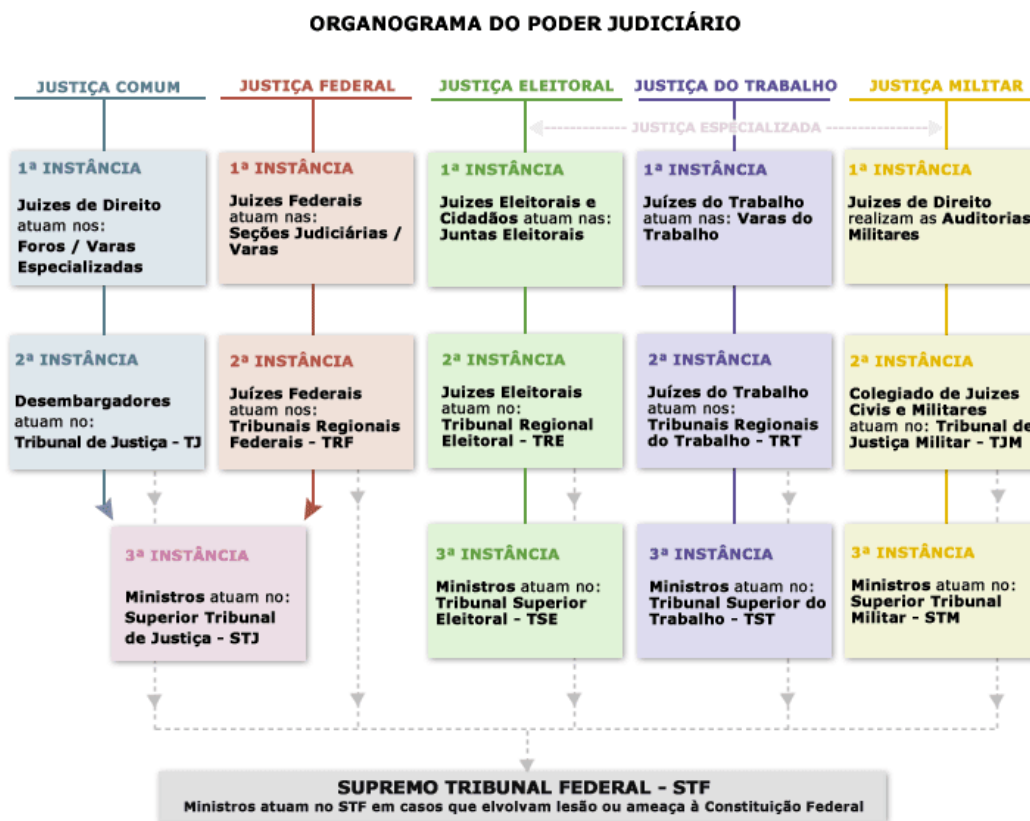 ORGANOGRAMA DO PODER JUDICIÁRIO
JUSTIÇA COMUM
JUSTIÇA FEDERAL
JUSTIÇA ELEITORAL
JUSTIÇA DO TRABALHO
JUSTIÇA MILITAR
JUSTIÇA ESPECIALIZADA
1ª INSTÂNCIA
Juizes de Direito
atuam nos:
Foros / Varas
Especializadas
1ª INSTÂNCIA
Juizes Federais
atuam nas:
Seções Judiciárias /
Varas
1ª INSTÂNCIA
Juizes Eleitorais e
Cidadãos atuam nas:
Juntas Eleitorais
1ª INSTÂNCIA
Juízes do Trabalho
atuam nas: Varas do
Trabalho
1ª INSTÂNCIA
Juizes de Direito
realizam as Auditorias
Militares
2ª INSTÂNCIA
Desembargadores
atuam no:
Tribunal de Justiça - TJ
2ª INSTÂNCIA
Juízes Federais
atuam nos:
Tribunais Regionais
Federais - TRF
2ª INSTÂNCIA
Juizes Eleitorais
atuam no:
Tribunal Regional
Eleitoral - TRE
2ª INSTÂNCIA
Juízes do Trabalho
atuam nos:
Tribunais Regionais
do Trabalho - TRT
2ª INSTÂNCIA
Colegiado de Juizes
Civis e Militares
atuam no: Tribunal de
Justiça Militar - TJM
3ª INSTÂNCIA
Ministros atuam no:
Superior Tribunal
de Justiça - STJ
3ª INSTÂNCIA
Ministros atuam no:
Tribunal Superior
Eleitoral - TSE
3ª INSTÂNCIA
Ministros atuam no:
Tribunal Superior do
Trabalho - TST
3ª INSTÂNCIA
Ministros atuam no:
Superior Tribunal
Militar - STM
SUPREMO TRIBUNAL FEDERAL - STF
Ministros atuam no STF em casos que elvolvam lesão ou ameaça à Constituição Federal